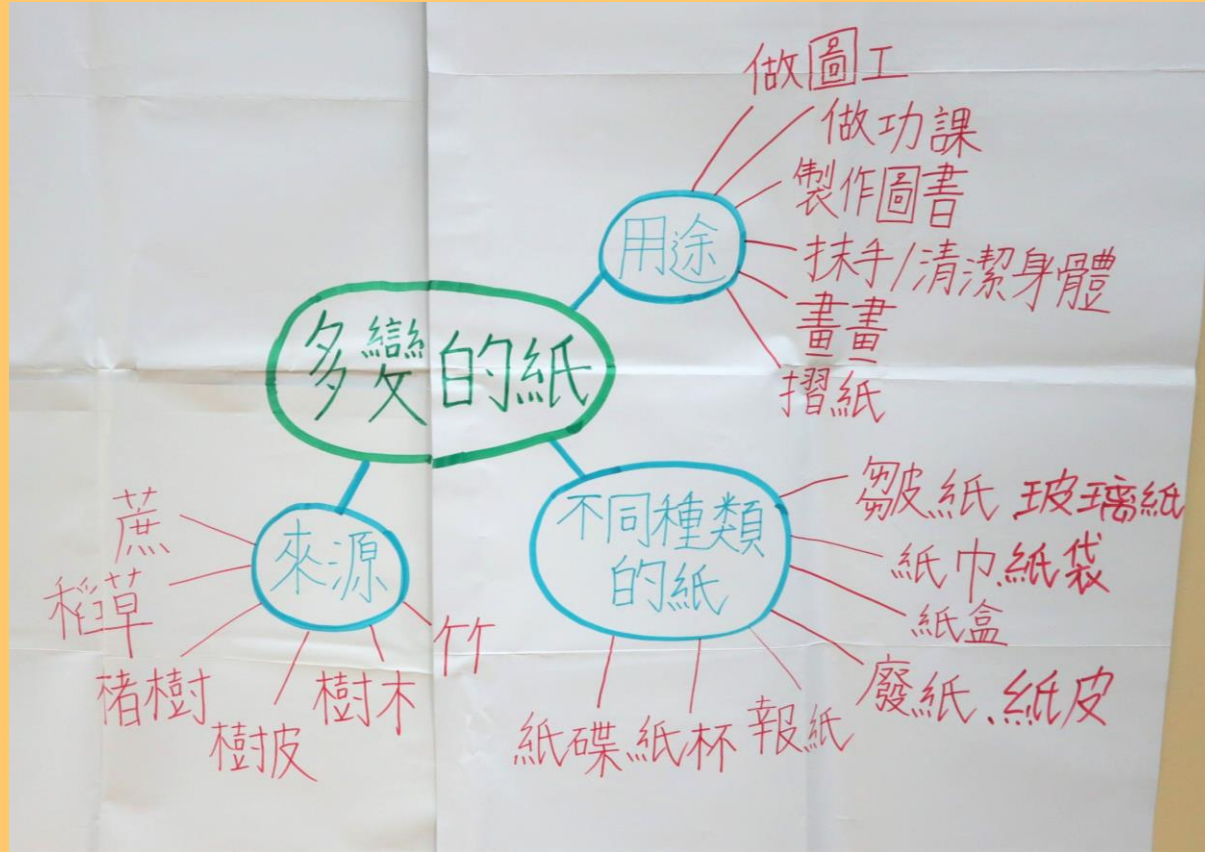 多變的紙
用途
做圖工
做功課
製作圖書
抹手/清潔身體
畫畫
摺紙
不同種類
的紙
皺紙、玻璃紙
紙巾、紙袋
紙盒
廢紙、紙皮
報紙
紙杯
紙碟、
來源
蔗
稻草
楮樹
樹皮
樹木
竹